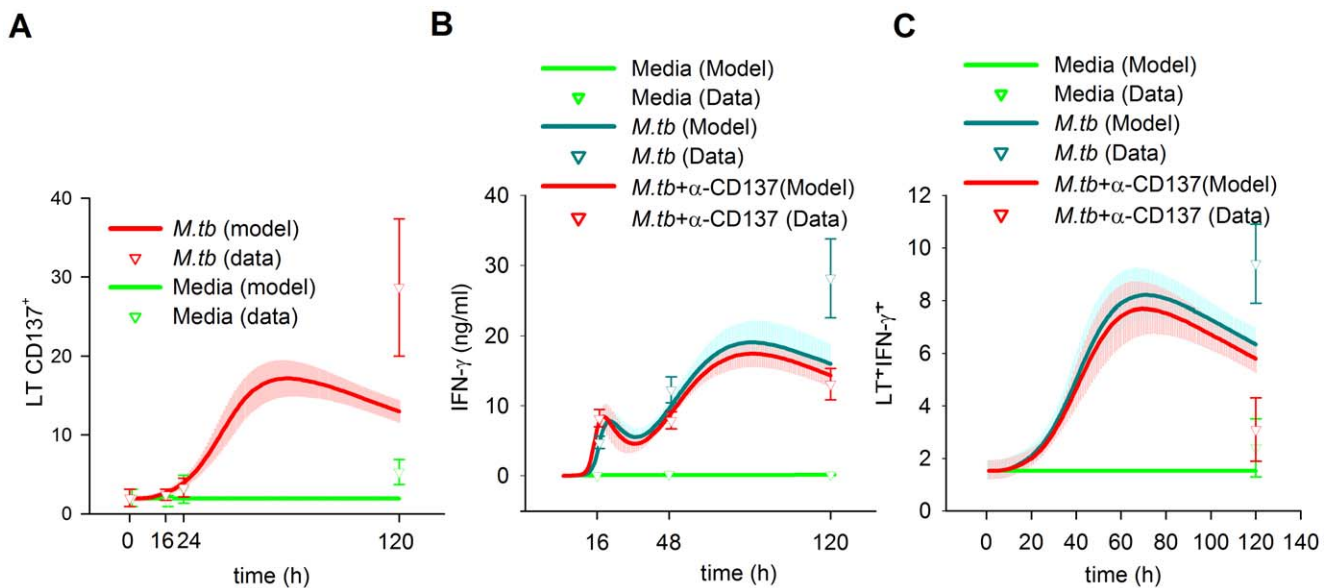 A
LT CD137⁺
40
30
20
10
0
M.tb (model)
M.tb (data)
Media (model)
Media (data)
0 16 24 120
time (h)
B
Media (Model)
Media (Data)
M.tb (Model)
M.tb (Data)
M.tb+α-CD137(Model)
M.tb+α-CD137 (Data)
IFN-γ (ng/ml)
40
30
20
10
0
16 48 120
time (h)
C
Media (Model)
Media (Data)
M.tb (Model)
M.tb (Data)
M.tb+α-CD137(Model)
M.tb+α-CD137 (Data)
LT⁺IFN-γ⁺
12
10
8
6
4
2
0
0 20 40 60 80 100 120 140
time (h)